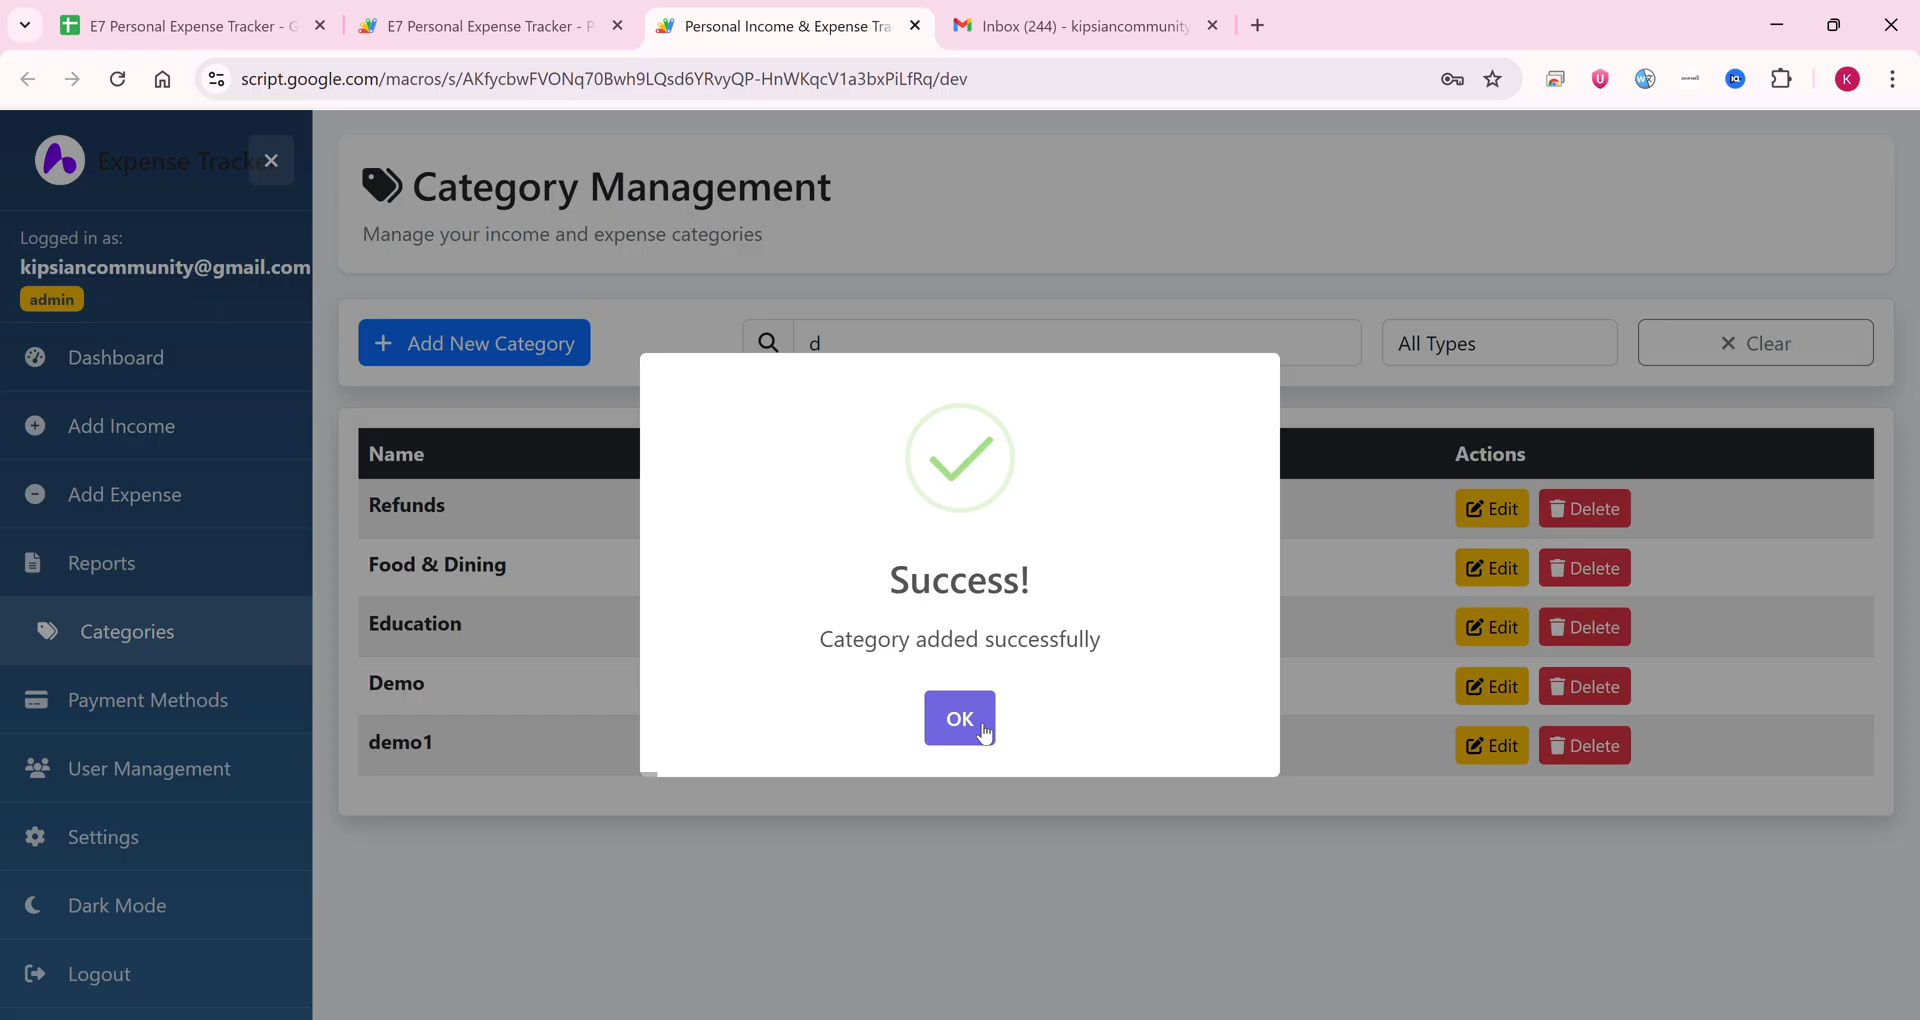 E7 Personal Expense Tracker - G
E7 Personal Expense Tracker - P
Personal Income & Expense Tra
Inbox (244) - kipsiancommunity
script.google.com/macros/s/AKfycbwFVONq70Bwh9LQsd6YRvyQP-HnWKqcV1a3bxPiLfRq/dev
K
Expense Tracke
Logged in as:
kipsiancommunity@gmail.com
admin
Dashboard
Add Income
Add Expense
Reports
Categories
Payment Methods
User Management
Settings
Dark Mode
Logout
Category Management
Manage your income and expense categories
Add New Category
d
All Types
Clear
Name
Actions
Refunds
Edit
Delete
Food & Dining
Edit
Delete
Education
Edit
Delete
Demo
Edit
Delete
demo1
Edit
Delete
Success!
Category added successfully
OK